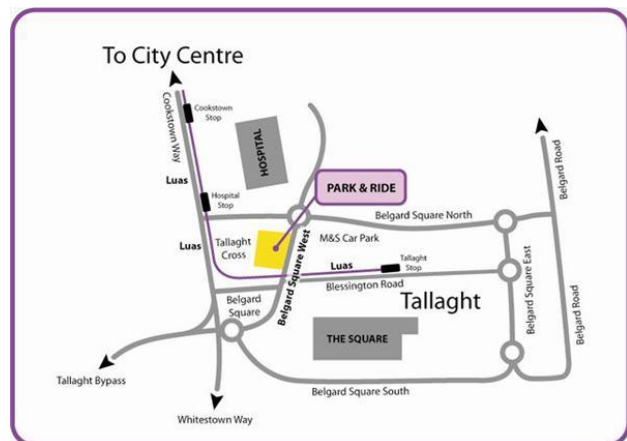 To City Centre
Cookstown Way
Cookstown
Stop
HOSPITAL
Belgard Road
Luas
PARK & RIDE
Hospital
Stop
Belgard Square North
Luas
Tallaght
Cross
M&S Car Park
Belgard Square West
Luas
Tallaght
Stop
Belgard Square East
Blessington Road
Belgard
Square
Tallaght
Belgard Road
THE SQUARE
Tallaght Bypass
Belgard Square South
Whitestown Way